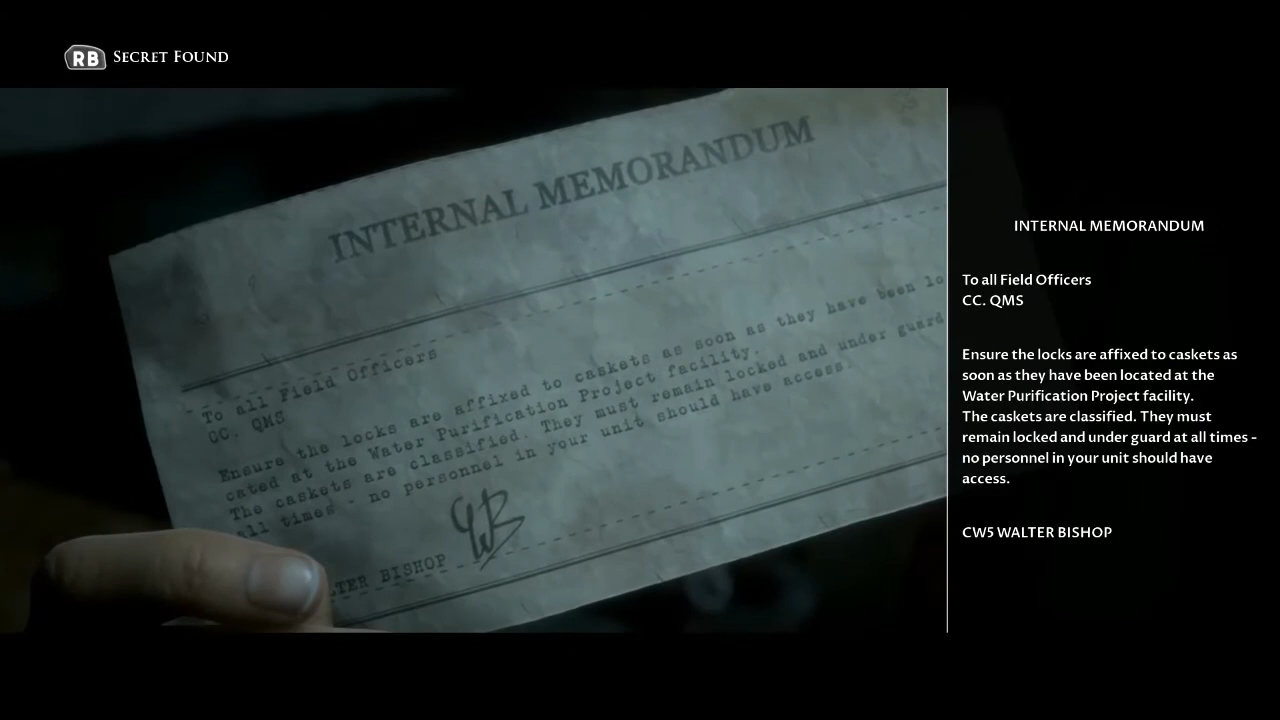 RB SECRET FOUND
INTERNAL MEMORANDUM
To all Field Officers
CC. QMS
Ensure the locks are affixed to caskets as soon as they have been lo
cated at the Water Purification Project facility.
The caskets are classified. They must remain locked and under guard
all times - no personnel in your unit should have access.
LTER BISHOP
WB
INTERNAL MEMORANDUM
To all Field Officers
CC. QMS
Ensure the locks are affixed to caskets as
soon as they have been located at the
Water Purification Project facility.
The caskets are classified. They must
remain locked and under guard at all times -
no personnel in your unit should have
access.
CW5 WALTER BISHOP